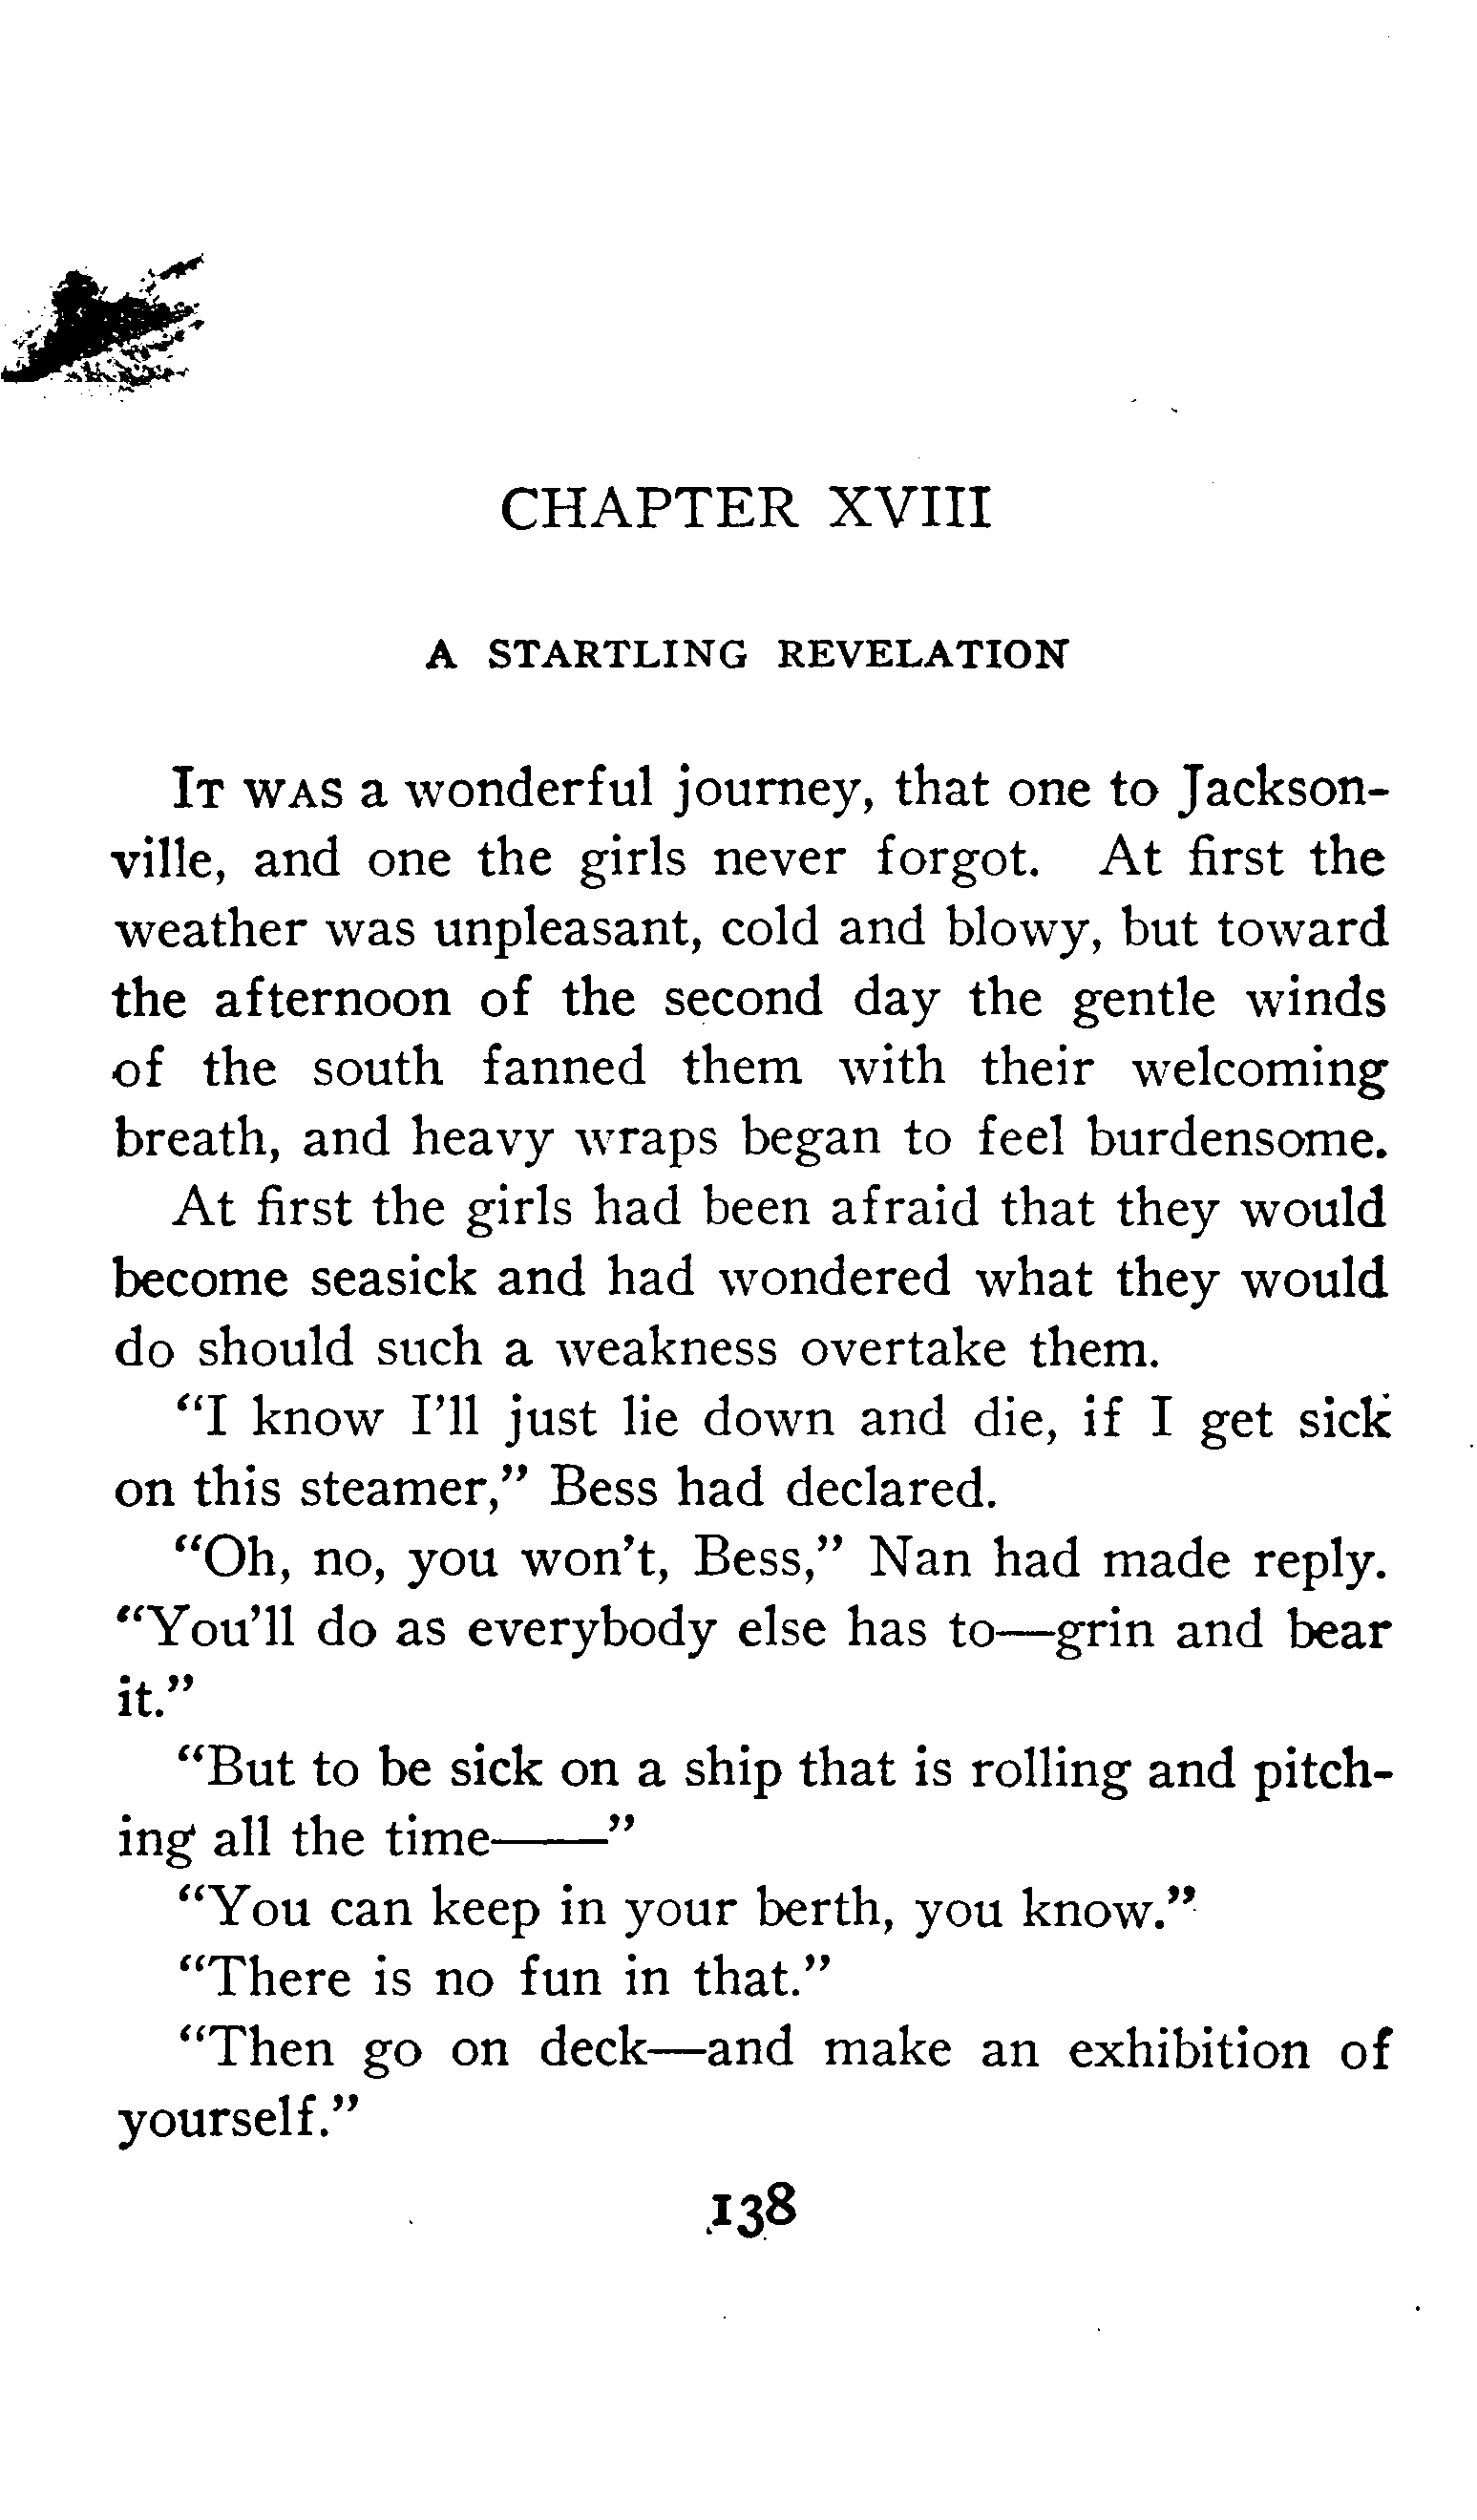 CHAPTER XVIII
A STARTLING REVELATION
IT WAS a wonderful journey, that one to Jackson-
ville, and one the girls never forgot. At first the
weather was unpleasant, cold and blowy, but toward
the afternoon of the second day the gentle winds
of the south fanned them with their welcoming
breath, and heavy wraps began to feel burdensome.
At first the girls had been afraid that they would
become seasick and had wondered what they would
do should such a weakness overtake them.
“I know I’ll just lie down and die, if I get sick
on this steamer,” Bess had declared.
“Oh, no, you won’t, Bess,” Nan had made reply.
“You’ll do as everybody else has to—grin and bear
it.”
“But to be sick on a ship that is rolling and pitch-
ing all the time——”
“You can keep in your berth, you know.”
“There is no fun in that.”
“Then go on deck—and make an exhibition of
yourself.”
138